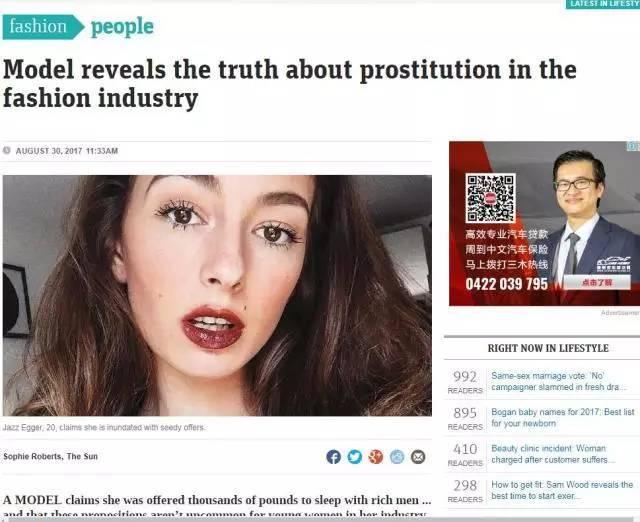 LATEST IN LIFESTY
fashion people
Model reveals the truth about prostitution in the
fashion industry
AUGUST 30, 2017 11:33AM
Jazz Egger, 20, claims she is inundated with seedy offers.
Sophie Roberts, The Sun
A MODEL claims she was offered thousands of pounds to sleep with rich men ...
and that these propositions aren't uncommon for young women in her industry
高效专业汽车贷款
周到中文汽车保险
马上拨打三木热线
0422 039 795
点击了解
Advertisement
RIGHT NOW IN LIFESTYLE
992 READERS
Same-sex marriage vote: 'No'
campaigner slammed in fresh dra...
895 READERS
Bogan baby names for 2017: Best list
for your newborn
410 READERS
Beauty clinic incident: Woman
charged after customer suffers...
298 READERS
How to get fit: Sam Wood reveals the
best time to start exer...